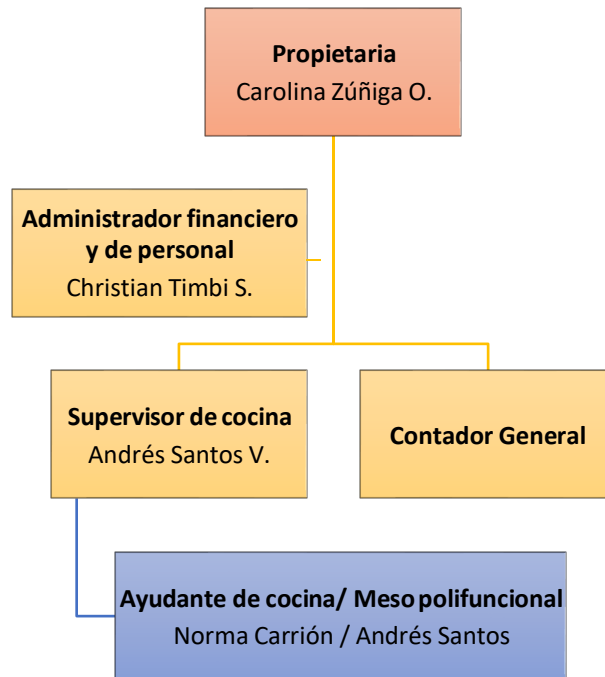 Propietaria
Carolina Zúñiga O.
Administrador financiero
y de personal
Christian Timbi S.
Supervisor de cocina
Andrés Santos V.
Contador General
Ayudante de cocina/ Meso polifuncional
Norma Carrión / Andrés Santos